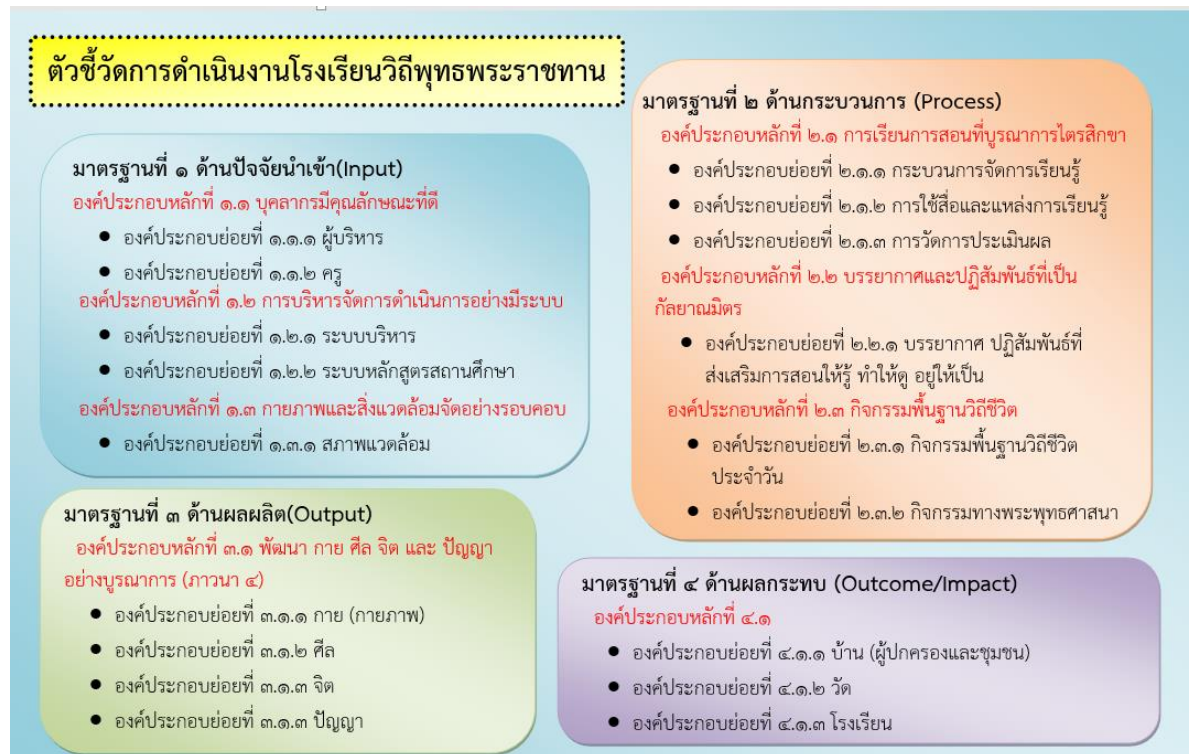 ตัวชี้วัดการดำเนินงานโรงเรียนวิถีพุทธพระราชทาน
มาตรฐานที่ ๑ ด้านปัจจัยนำเข้า(Input)
องค์ประกอบหลักที่ ๑.๑ บุคลากรมีคุณลักษณะที่ดี
● องค์ประกอบย่อยที่ ๑.๑.๑ ผู้บริหาร
● องค์ประกอบย่อยที่ ๑.๑.๒ ครู
องค์ประกอบหลักที่ ๑.๒ การบริหารจัดการดำเนินการอย่างมีระบบ
● องค์ประกอบย่อยที่ ๑.๒.๑ ระบบบริหาร
● องค์ประกอบย่อยที่ ๑.๒.๒ ระบบหลักสูตรสถานศึกษา
องค์ประกอบหลักที่ ๑.๓ กายภาพและสิ่งแวดล้อมจัดอย่างรอบคอบ
● องค์ประกอบย่อยที่ ๑.๓.๑ สภาพแวดล้อม
มาตรฐานที่ ๒ ด้านกระบวนการ (Process)
องค์ประกอบหลักที่ ๒.๑ การเรียนการสอนที่บูรณาการไตรสิกขา
● องค์ประกอบย่อยที่ ๒.๑.๑ กระบวนการจัดการเรียนรู้
● องค์ประกอบย่อยที่ ๒.๑.๒ การใช้สื่อและแหล่งการเรียนรู้
● องค์ประกอบย่อยที่ ๒.๑.๓ การวัดการประเมินผล
องค์ประกอบหลักที่ ๒.๒ บรรยากาศและปฏิสัมพันธ์ที่เป็น
กัลยาณมิตร
● องค์ประกอบย่อยที่ ๒.๒.๑ บรรยากาศ ปฏิสัมพันธ์ที่
ส่งเสริมการสอนให้รู้ ทำให้ดู อยู่ให้เป็น
องค์ประกอบหลักที่ ๒.๓ กิจกรรมพื้นฐานวิถีชีวิต
● องค์ประกอบย่อยที่ ๒.๓.๑ กิจกรรมพื้นฐานวิถีชีวิต
ประจำวัน
● องค์ประกอบย่อยที่ ๒.๓.๒ กิจกรรมทางพระพุทธศาสนา
มาตรฐานที่ ๓ ด้านผลผลิต(Output)
องค์ประกอบหลักที่ ๓.๑ พัฒนา กาย ศีล จิต และ ปัญญา
อย่างบูรณาการ (ภาวนา ๔)
● องค์ประกอบย่อยที่ ๓.๑.๑ กาย (กายภาพ)
● องค์ประกอบย่อยที่ ๓.๑.๒ ศีล
● องค์ประกอบย่อยที่ ๓.๑.๓ จิต
● องค์ประกอบย่อยที่ ๓.๑.๓ ปัญญา
มาตรฐานที่ ๔ ด้านผลกระทบ (Outcome/Impact)
องค์ประกอบหลักที่ ๔.๑
● องค์ประกอบย่อยที่ ๔.๑.๑ บ้าน (ผู้ปกครองและชุมชน)
● องค์ประกอบย่อยที่ ๔.๑.๒ วัด
● องค์ประกอบย่อยที่ ๔.๑.๓ โรงเรียน